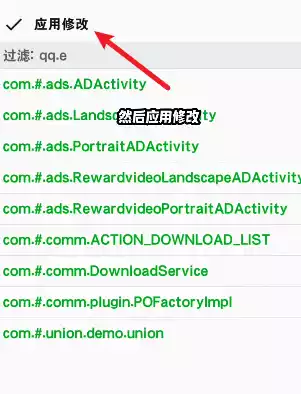 应用修改
过滤: qq.e
com.#.ads.ADActivity
com.#.ads.Landsc
ty
然后应用修改
com.#.ads.PortraitADActivity
com.#.ads.RewardvideoLandscapeADActivity
com.#.ads.RewardvideoPortraitADActivity
com.#.comm.ACTION_DOWNLOAD_LIST
com.#.comm.DownloadService
com.#.comm.plugin.POFactoryImpl
com.#.union.demo.union